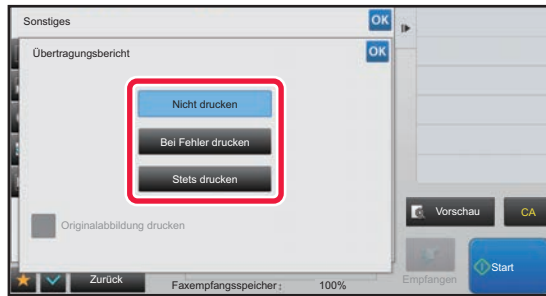 Sonstiges
OK
Übertragungsbericht
OK
Nicht drucken
Bei Fehler drucken
Stets drucken
Originalabbildung drucken
Vorschau
CA
Zurück
Faxempfangsspeicher: 100%
Empfangen
Start